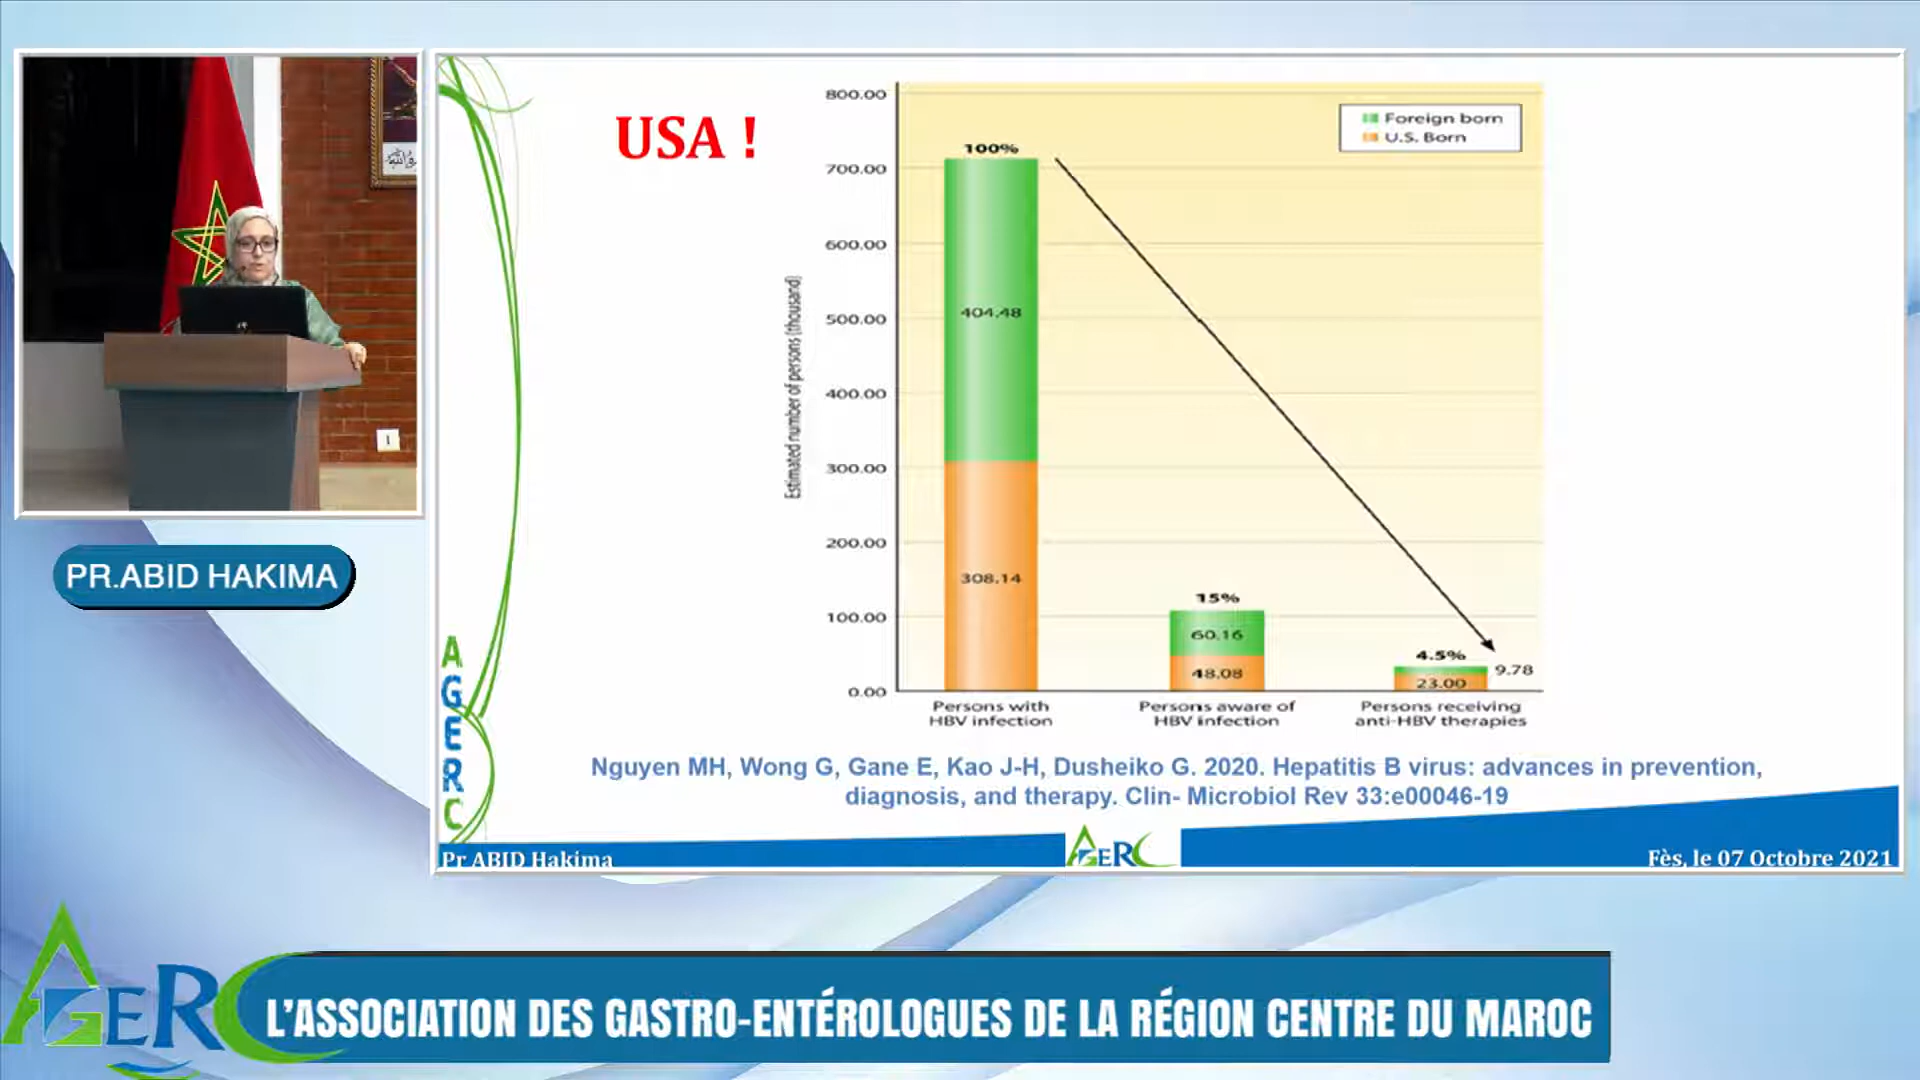 USA !
800.00
700.00
600.00
500.00
400.00
300.00
200.00
100.00
0.00
Estimated number of persons (thousand)
Foreign born
U.S. Born
100%
404.48
308.14
15%
60.16
48.08
4.5%
9.78
23.00
Persons with
HBV infection
Persons aware of
HBV infection
Persons receiving
anti-HBV therapies
Nguyen MH, Wong G, Gane E, Kao J-H, Dusheiko G. 2020. Hepatitis B virus: advances in prevention,
diagnosis, and therapy. Clin- Microbiol Rev 33:e00046-19
AGERC
Pr ABID Hakima
AGERC
Fès, le 07 Octobre 2021
PR.ABID HAKIMA
AGERC
L'ASSOCIATION DES GASTRO-ENTÉROLOGUES DE LA RÉGION CENTRE DU MAROC